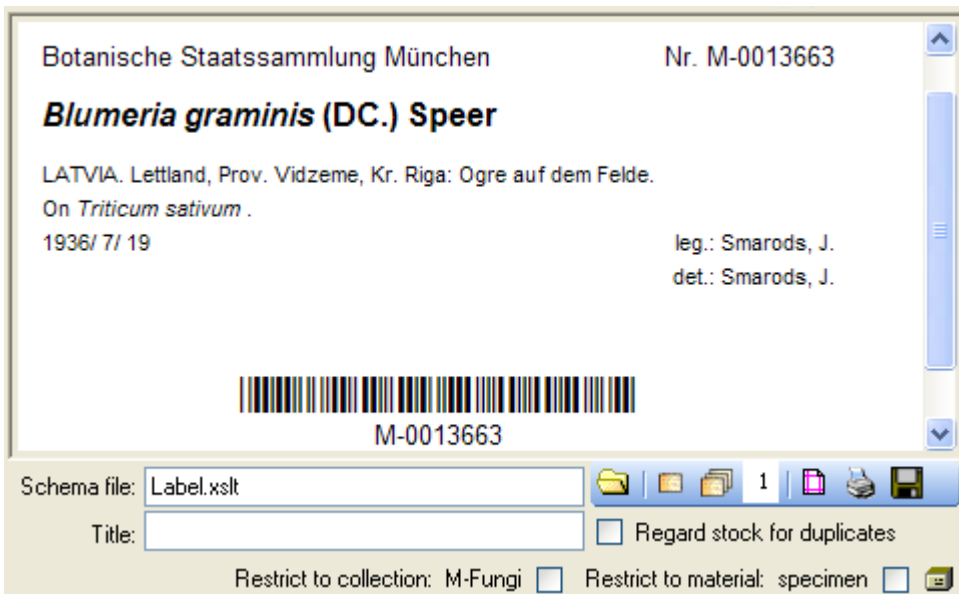 Botanische Staatssammlung München Nr. M-0013663
Blumeria graminis (DC.) Speer
LATVIA. Lettland, Prov. Vidzeme, Kr. Riga: Ogre auf dem Felde.
On Triticum sativum .
1936/ 7/ 19 leg.: Smarods, J.
det.: Smarods, J.
M-0013663
Schema file: Label.xslt 1
Title: Regard stock for duplicates
Restrict to collection: M-Fungi Restrict to material: specimen